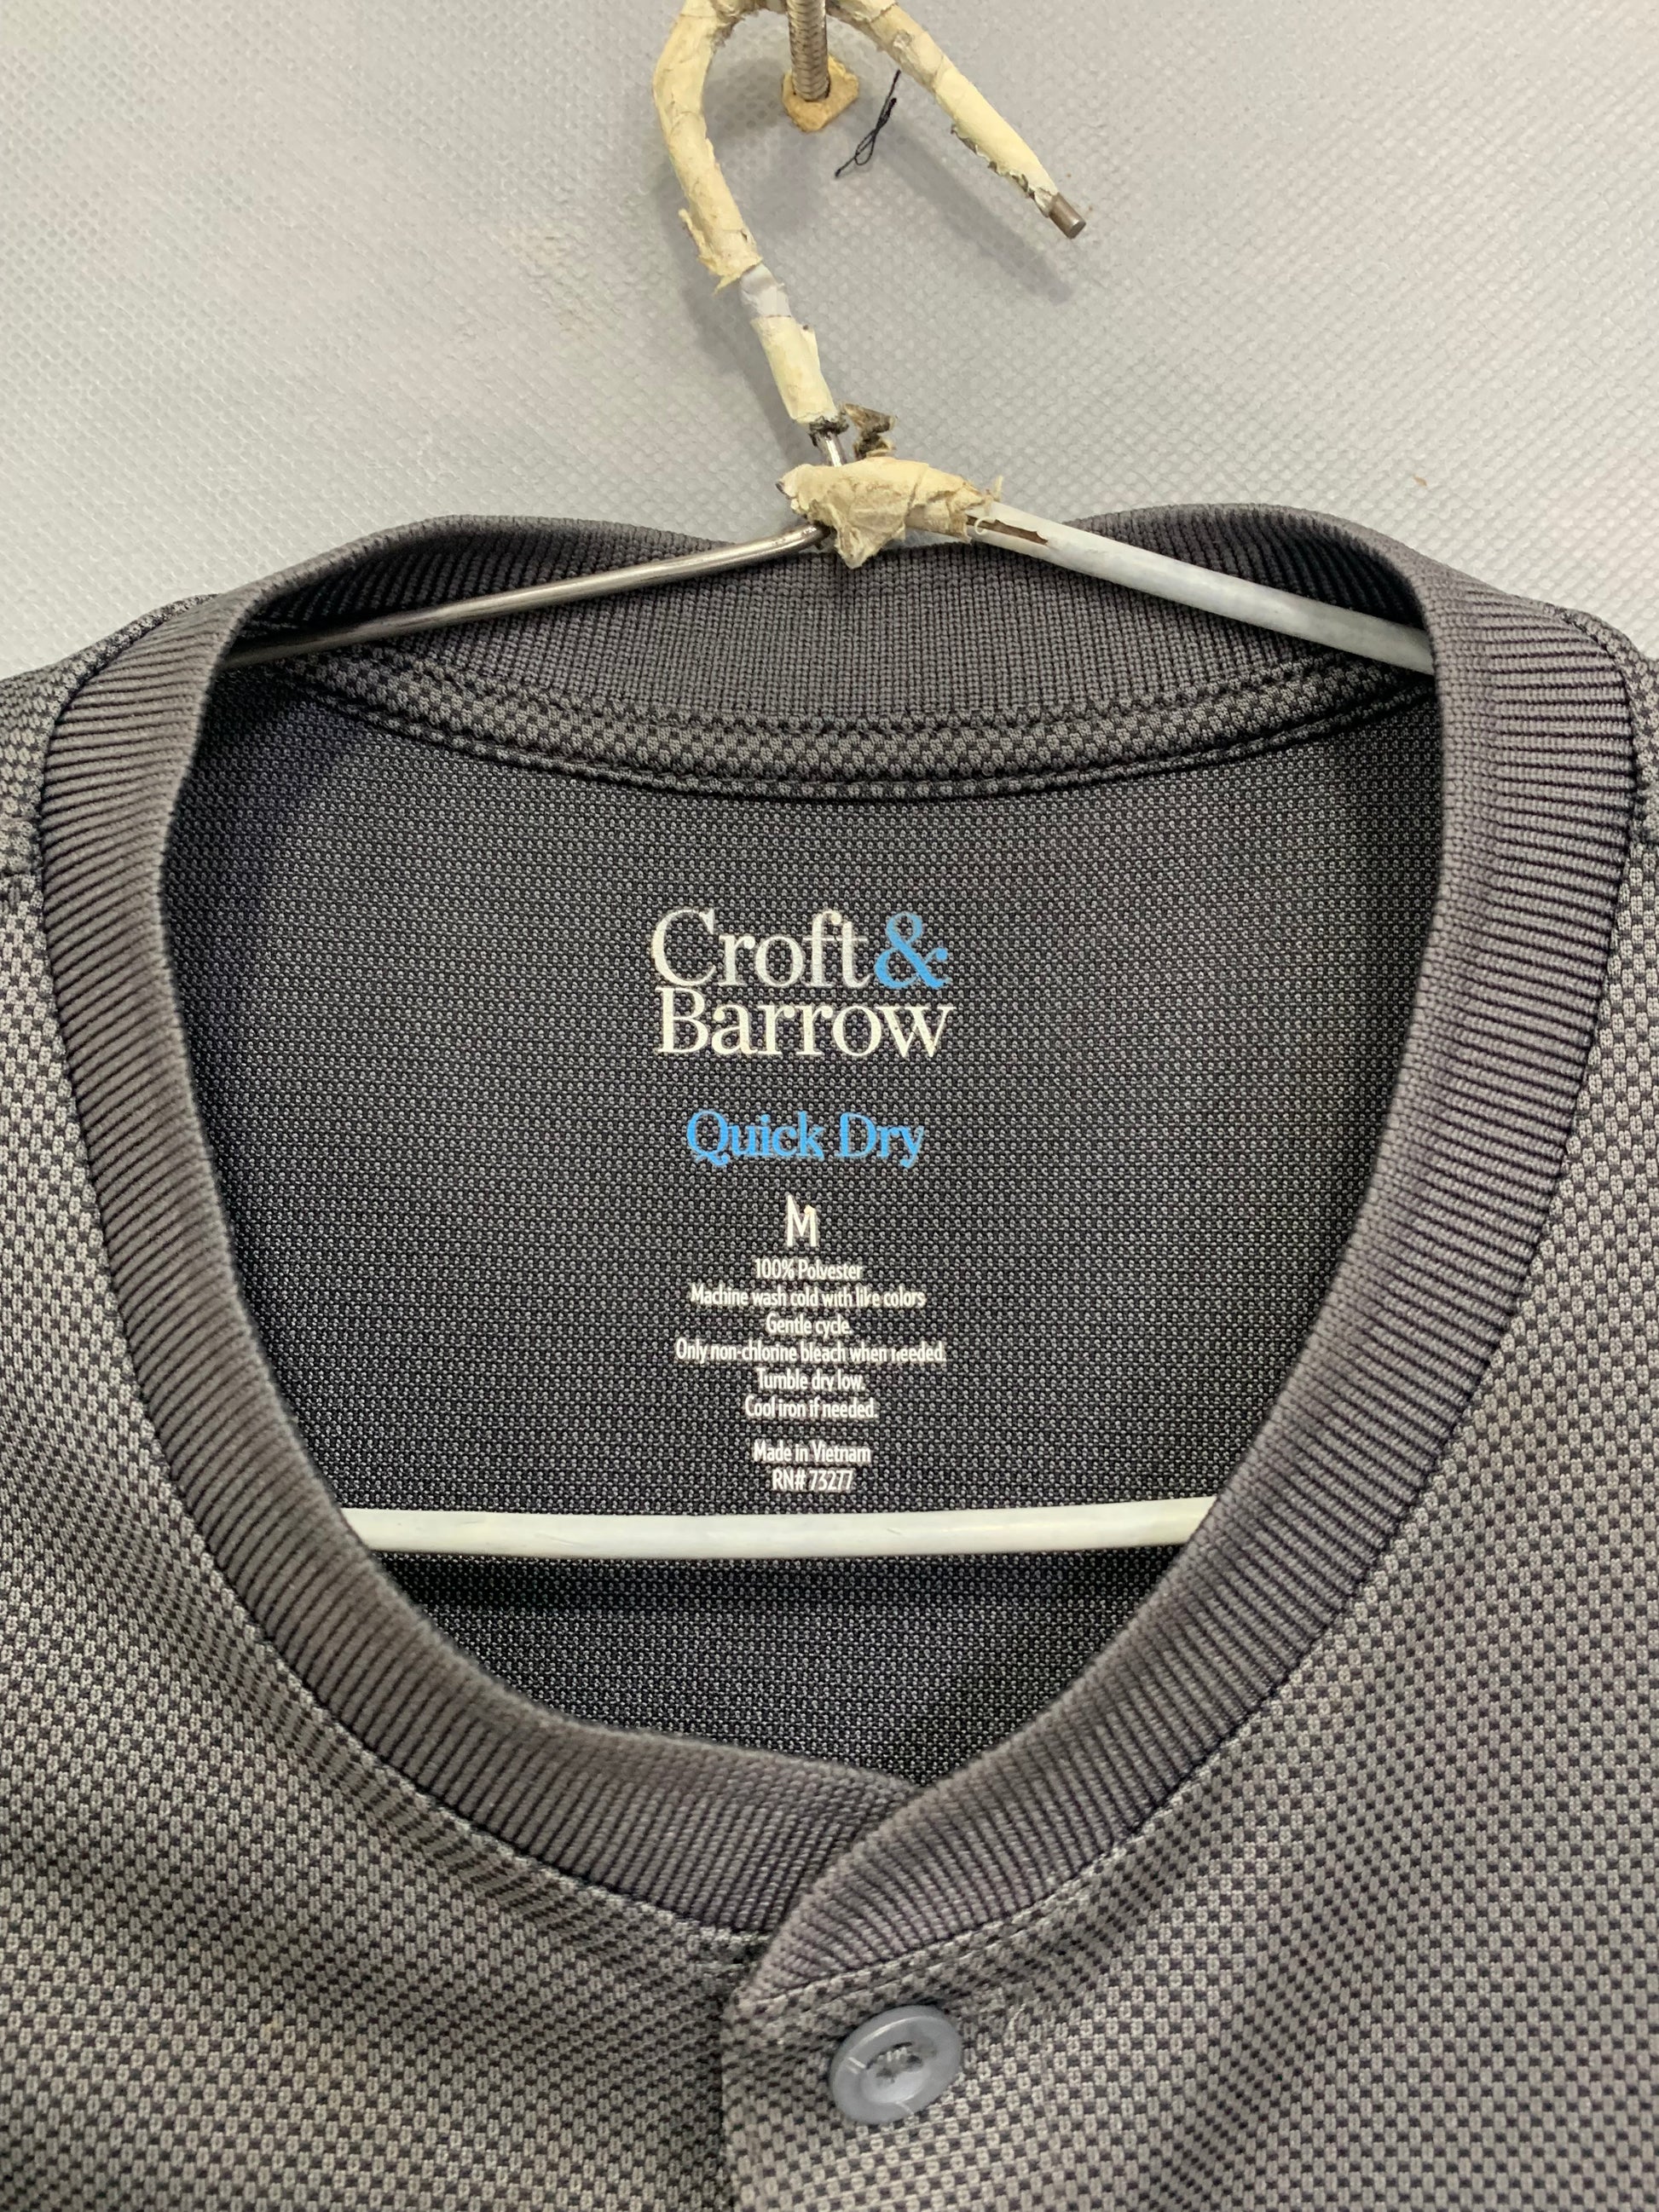 Croft&
Barrow
Quick Dry
M
100% Polyester
Machine wash cold with like colors
Gentle cycle.
Only non-chlorine bleach when needed.
Tumble dry low.
Cool iron if needed.
Made in Vietnam
RN# 73277